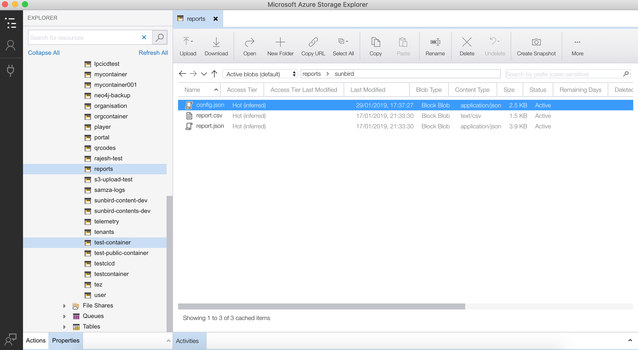 Microsoft Azure Storage Explorer
EXPLORER
Search for resources
Collapse All Refresh All
lpcicdtest
mycontainer
mycontainer001
neo4j-backup
organisation
orgcontainer
player
portal
qrcodes
rajesh-test
reports
s3-upload-test
samza-logs
sunbird-content-dev
sunbird-contents-dev
telemetry
tenants
test-container
test-public-container
testcicd
testcontainer
tez
user
File Shares
Queues
Tables
Actions Properties
reports
Upload Download Open New Folder Copy URL Select All Copy Paste Rename Delete Undelete Create Snapshot More
Active blobs (default) reports sunbird Search by prefix (case-sensitive)
Name Access Tier Access Tier Last Modified Last Modified Blob Type Content Type Size Status Remaining Days Deleted
config.json Hot (inferred) 29/01/2019, 17:37:27 Block Blob application/json 2.5 KB Active
report.csv Hot (inferred) 17/01/2019, 21:33:30 Block Blob text/csv 1.5 KB Active
report.json Hot (inferred) 17/01/2019, 21:33:30 Block Blob application/json 3.9 KB Active
Showing 1 to 3 of 3 cached items
Activities